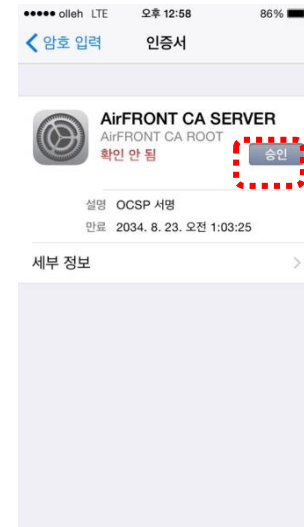 ●●●●● olleh LTE 오후 12:58 86%
암호 입력 인증서
AirFRONT CA SERVER
AirFRONT CA ROOT
확인 안 됨
승인
설명 OCSP 서명
만료 2034. 8. 23. 오전 1:03:25
세부 정보